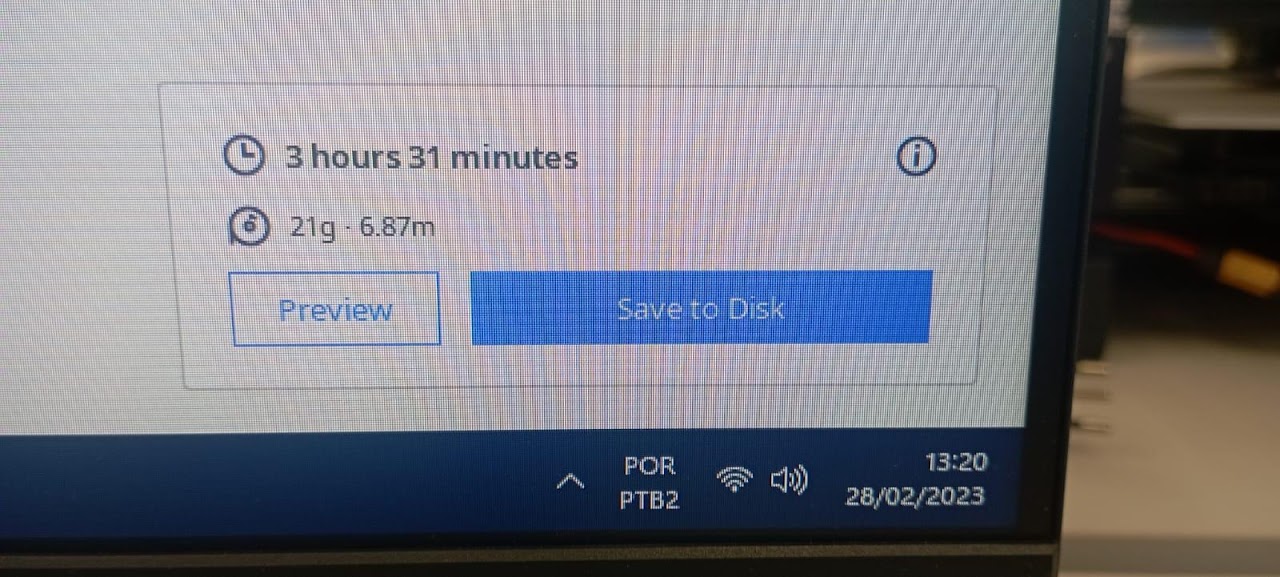 3 hours 31 minutes
21g · 6.87m
Preview
Save to Disk
POR
PTB2
13:20
28/02/2023